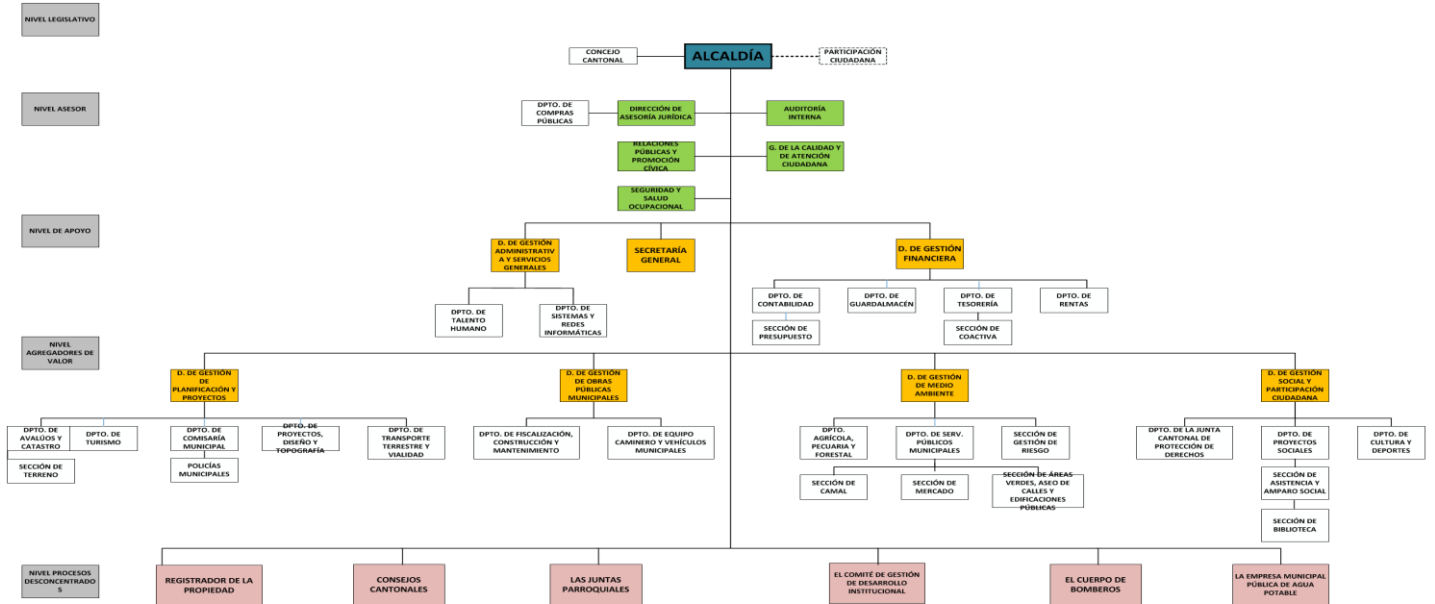 NIVEL LEGISLATIVO
CONCEJO
CANTONAL
ALCALDÍA
PARTICIPACIÓN
CIUDADANA
NIVEL ASESOR
DPTO. DE
COMPRAS
PÚBLICAS
DIRECCIÓN DE
ASESORÍA JURÍDICA
AUDITORÍA
INTERNA
RELACIONES
PÚBLICAS Y
PROMOCIÓN
CÍVICA
G. DE LA CALIDAD Y
DE ATENCIÓN
CIUDADANA
SEGURIDAD Y
SALUD
OCUPACIONAL
NIVEL DE APOYO
D. DE GESTIÓN
ADMINISTRATIV
A Y SERVICIOS
GENERALES
SECRETARÍA
GENERAL
D. DE GESTIÓN
FINANCIERA
DPTO. DE
TALENTO
HUMANO
DPTO. DE
SISTEMAS Y
REDES
INFORMÁTICAS
DPTO. DE
CONTABILIDAD
DPTO. DE
GUARDALMACÉN
DPTO. DE
TESORERÍA
DPTO. DE
RENTAS
SECCIÓN DE
PRESUPUESTO
SECCIÓN DE
COACTIVA
NIVEL
AGREGADORES DE
VALOR
D. DE GESTIÓN
DE
PLANIFICACIÓN Y
PROYECTOS
D. DE GESTIÓN
DE OBRAS
PÚBLICAS
MUNICIPALES
D. DE GESTIÓN
DE MEDIO
AMBIENTE
D. DE GESTIÓN
SOCIAL Y
PARTICIPACIÓN
CIUDADANA
DPTO. DE
AVALÚOS Y
CATASTRO
DPTO. DE
TURISMO
DPTO. DE
COMISARÍA
MUNICIPAL
DPTO. DE
PROYECTOS,
DISEÑO Y
TOPOGRAFÍA
DPTO. DE
TRANSPORTE
TERRESTRE Y
VIALIDAD
DPTO. DE FISCALIZACIÓN,
CONSTRUCCIÓN Y
MANTENIMIENTO
DPTO. DE EQUIPO
CAMINERO Y VEHÍCULOS
MUNICIPALES
DPTO.
AGRÍCOLA,
PECUARIA Y
FORESTAL
DPTO. DE SERV.
PÚBLICOS
MUNICIPALES
SECCIÓN DE
GESTIÓN DE
RIESGO
DPTO. DE LA JUNTA
CANTONAL DE
PROTECCIÓN DE
DERECHOS
DPTO. DE
PROYECTOS
SOCIALES
DPTO. DE
CULTURA Y
DEPORTES
SECCIÓN DE
TERRENO
POLICÍAS
MUNICIPALES
SECCIÓN DE
CAMAL
SECCIÓN DE
MERCADO
SECCIÓN DE ÁREAS
VERDES, ASEO DE
CALLES Y
EDIFICACIONES
PÚBLICAS
SECCIÓN DE
ASISTENCIA Y
AMPARO SOCIAL
SECCIÓN DE
BIBLIOTECA
NIVEL PROCESOS
DESCONCENTRADO
S
REGISTRADOR DE LA
PROPIEDAD
CONSEJOS
CANTONALES
LAS JUNTAS
PARROQUIALES
EL COMITÉ DE GESTIÓN
DE DESARROLLO
INSTITUCIONAL
EL CUERPO DE
BOMBEROS
LA EMPRESA MUNICIPAL
PÚBLICA DE AGUA
POTABLE